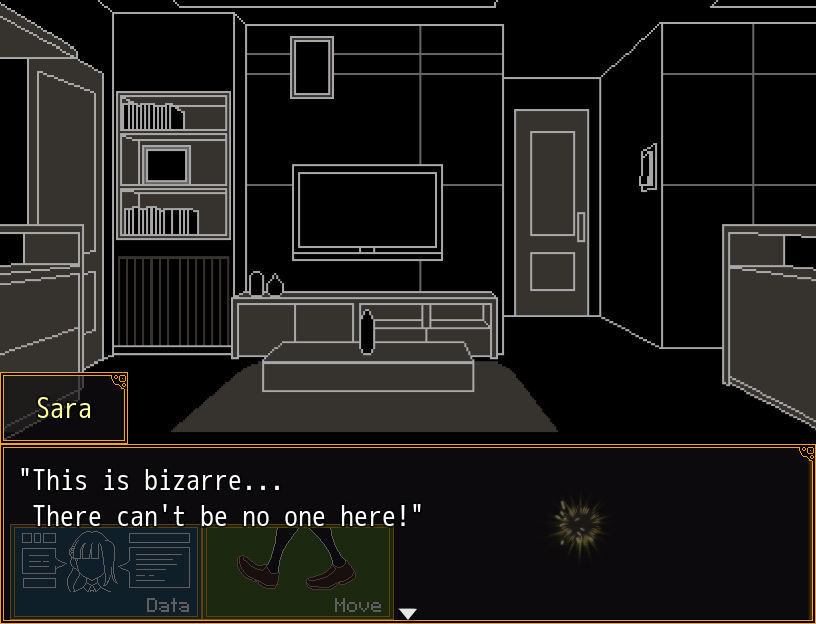 Sara
"This is bizarre...
There can't be no one here!"
Data
Move